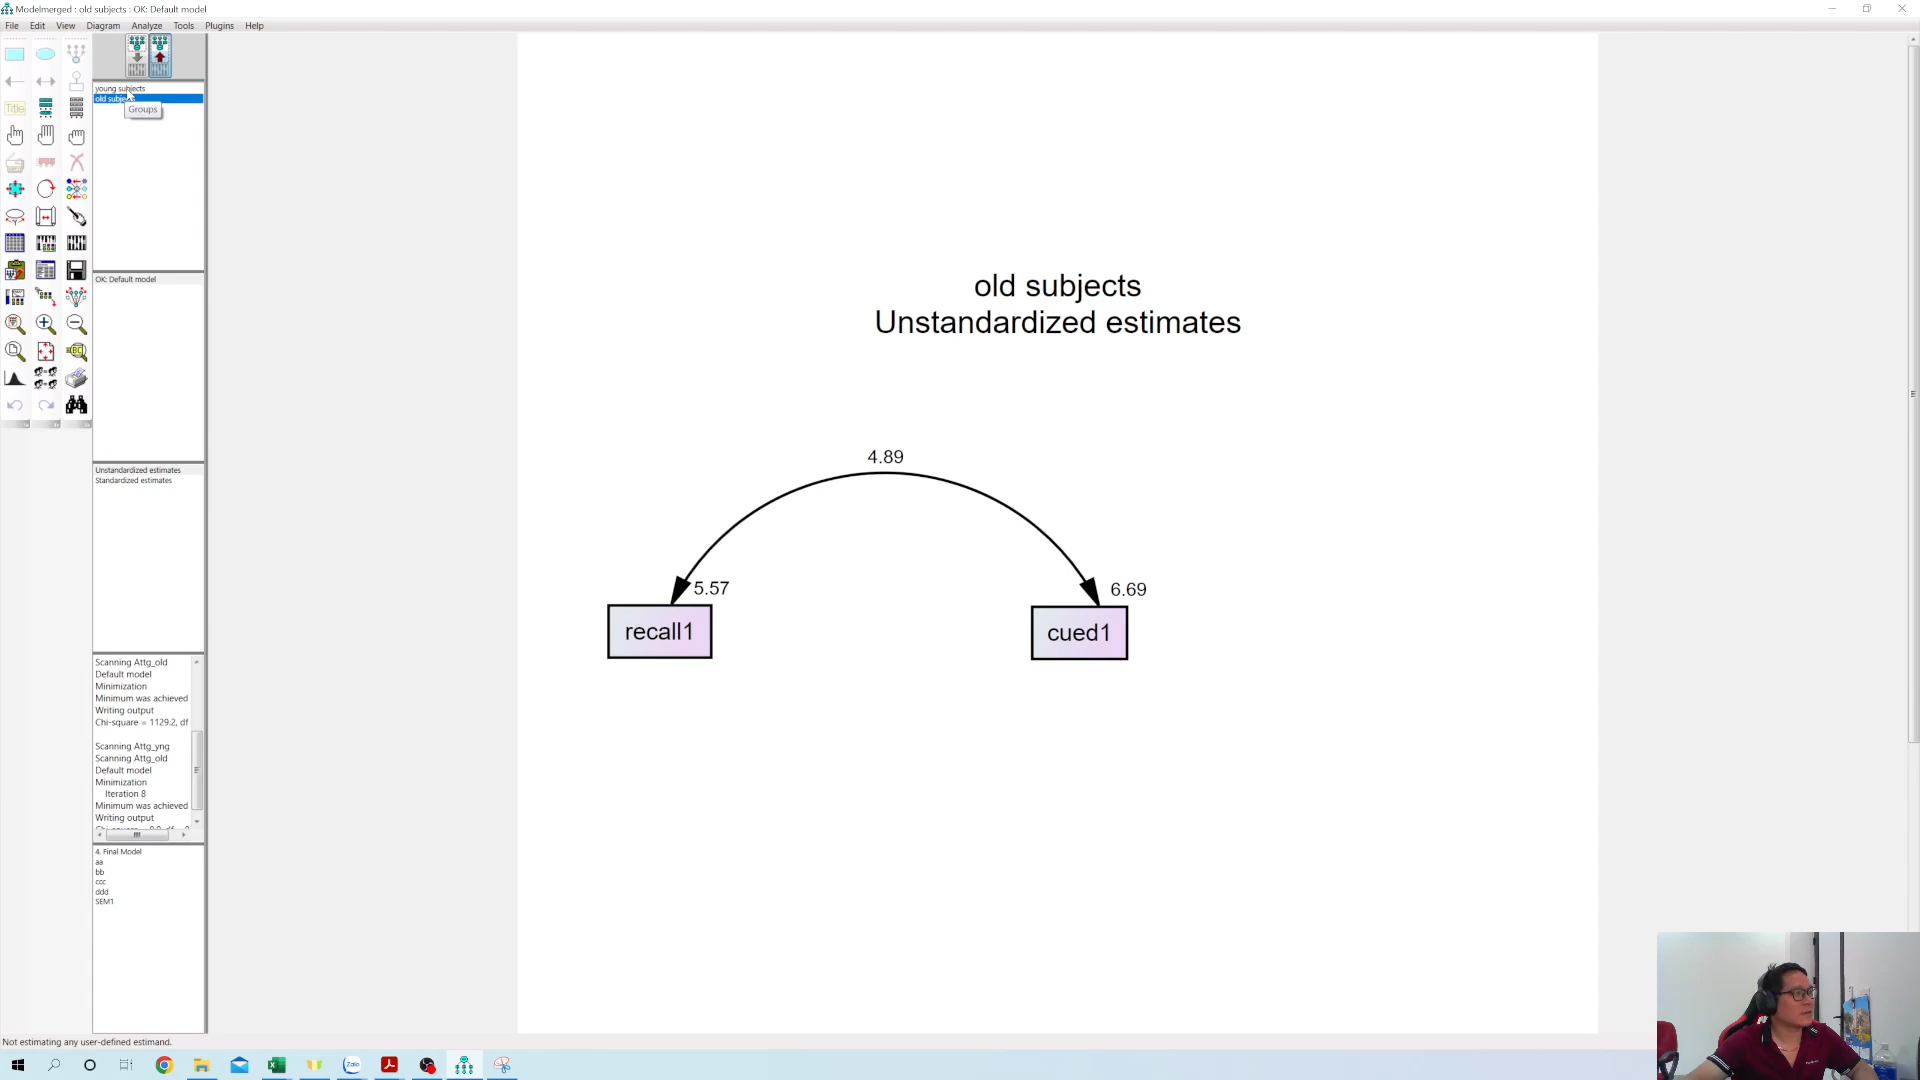 Modelmerged : old subjects : OK: Default model
File Edit View Diagram Analyze Tools Plugins Help
Title
young subjects
old subjects
Groups
OK: Default model
Unstandardized estimates
Standardized estimates
Scanning Attg_old
Default model
Minimization
Minimum was achieved
Writing output
Chi-square = 1129.2, df
Scanning Attg_yng
Scanning Attg_old
Default model
Minimization
Iteration 8
Minimum was achieved
Writing output
4. Final Model
aa
bb
ccc
ddd
SEM1
old subjects
Unstandardized estimates
4.89
5.57
6.69
recall1
cued1
Not estimating any user-defined estimand.
Zalo